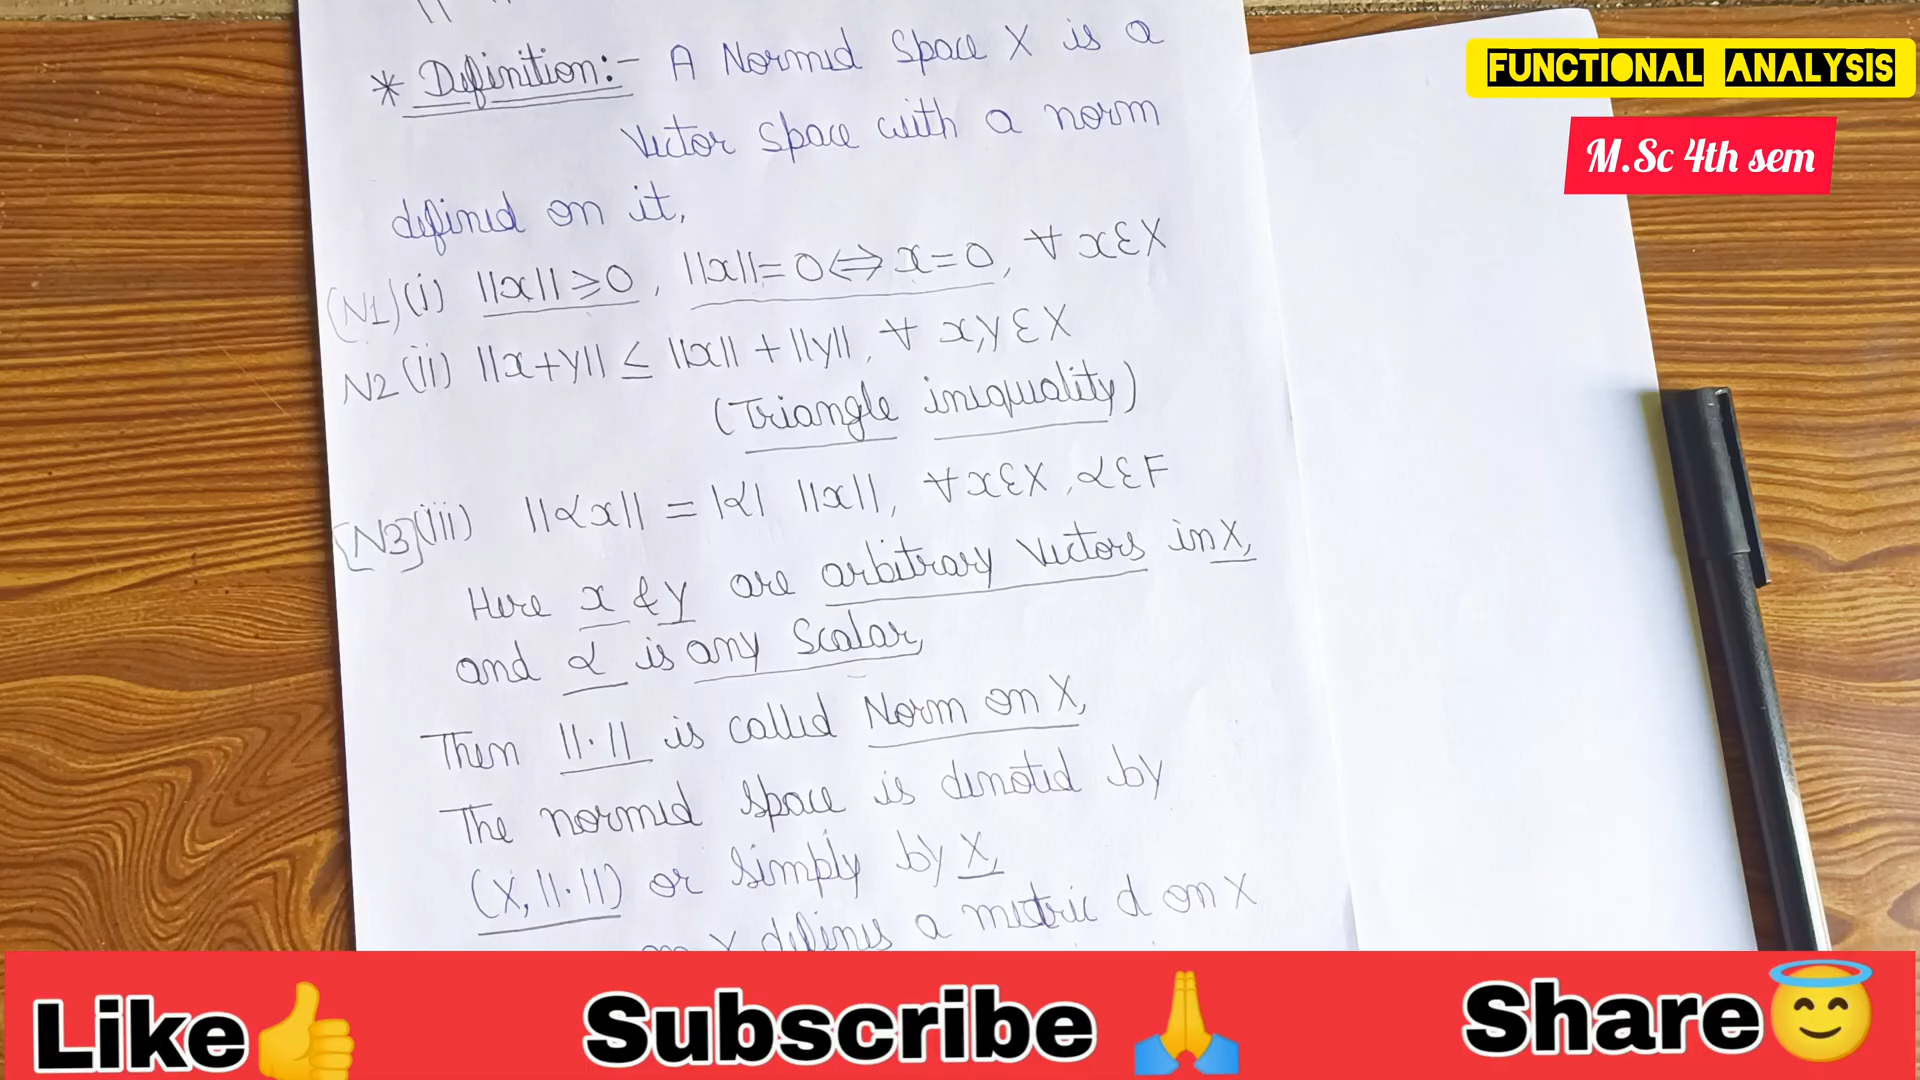 * Definition:- A Normed Space X is a
Vector space with a norm
defined on it,
(N1) (i) ||x|| ≥ 0, ||x|| = 0 ⇔ x = 0, ∀ x ∈ X
N2 (ii) ||x+y|| ≤ ||x|| + ||y||, ∀ x,y ∈ X
(Triangle inequality)
[N3] (iii) ||αx|| = |α| ||x||, ∀ x ∈ X, α ∈ F
Here x & y are arbitrary vectors in X,
and α is any scalar,
Then ||·|| is called Norm on X,
The normed space is denoted by
(X, ||·||) or simply by X,
on X defines a metric d on X
FUNCTIONAL ANALYSIS
M.Sc 4th sem
Like Subscribe Share